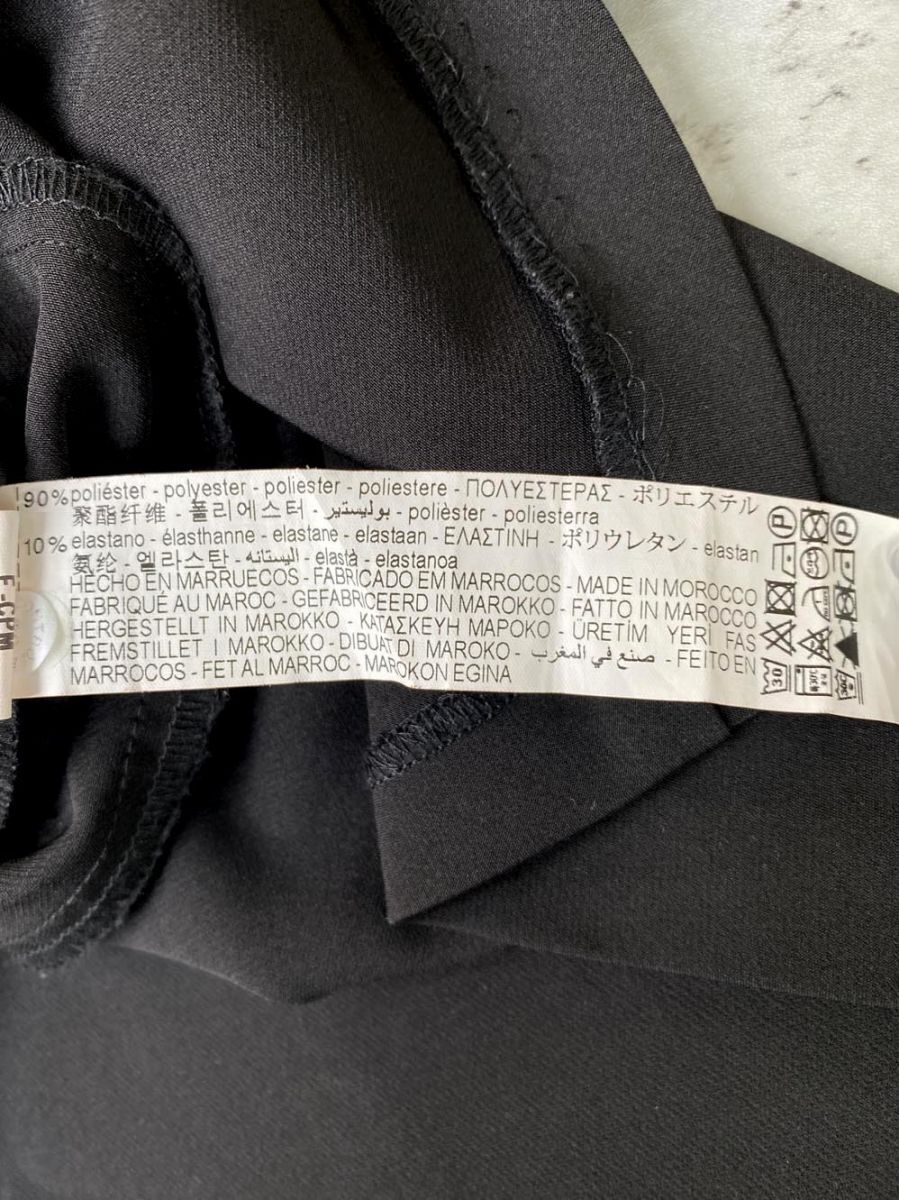 90% poliéster - polyester - poliester - poliestere - ΠΟΛΥΕΣΤΕΡΑΣ - ポリエステル
聚酯纤维 - 폴리에스터 - بوليستير - polièster - poliesterra
10% elastano - élasthanne - elastane - elastaan - ΕΛΑΣΤΙΝΗ - ポリウレタン - elastan
氨纶 - 엘라스탄 - اليستانه - elastà - elastanoa
HECHO EN MARRUECOS - FABRICADO EM MARROCOS - MADE IN MOROCCO
FABRIQUÉ AU MAROC - GEFABRICEERD IN MAROKKO - FATTO IN MAROCCO
HERGESTELLT IN MAROKKO - ΚΑΤΑΣΚΕΥΗ ΜΑΡΟΚΟ - ÜRETİM YERİ FAS
FREMSTILLET I MAROKKO - DIBUAT DI MAROKO - صنع في المغرب - FEITO EN
MARROCOS - FET AL MARROC - MAROKON EGINA
P
P
30